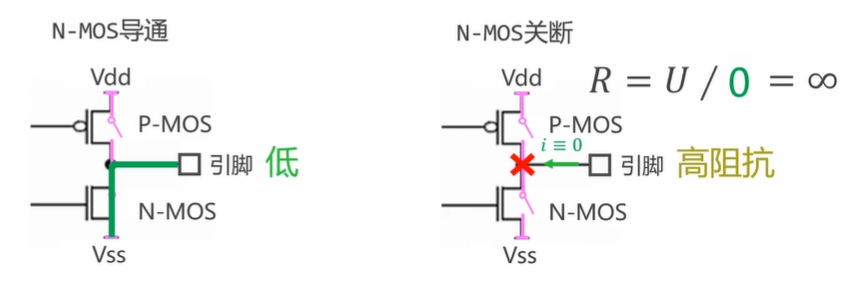 N-MOS导通
Vdd
P-MOS
引脚 低
N-MOS
Vss
N-MOS关断
R = U / 0 = ∞
Vdd
P-MOS
i ≡ 0
引脚 高阻抗
N-MOS
Vss